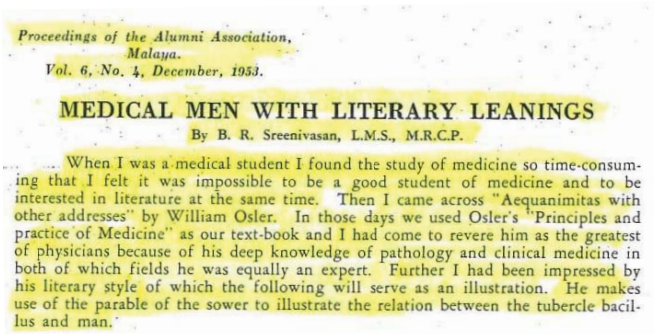 Proceedings of the Alumni Association,
Malaya.
Vol. 6, No. 4, December, 1953.
MEDICAL MEN WITH LITERARY LEANINGS
By B. R. Sreenivasan, L.M.S., M.R.C.P.
When I was a medical student I found the study of medicine so time-consum-
ing that I felt it was impossible to be a good student of medicine and to be
interested in literature at the same time. Then I came across "Aequanimitas with
other addresses" by William Osler. In those days we used Osler's "Principles and
practice of Medicine" as our text-book and I had come to revere him as the greatest
of physicians because of his deep knowledge of pathology and clinical medicine in
both of which fields he was equally an expert. Further I had been impressed by
his literary style of which the following will serve as an illustration. He makes
use of the parable of the sower to illustrate the relation between the tubercle bacil-
lus and man.